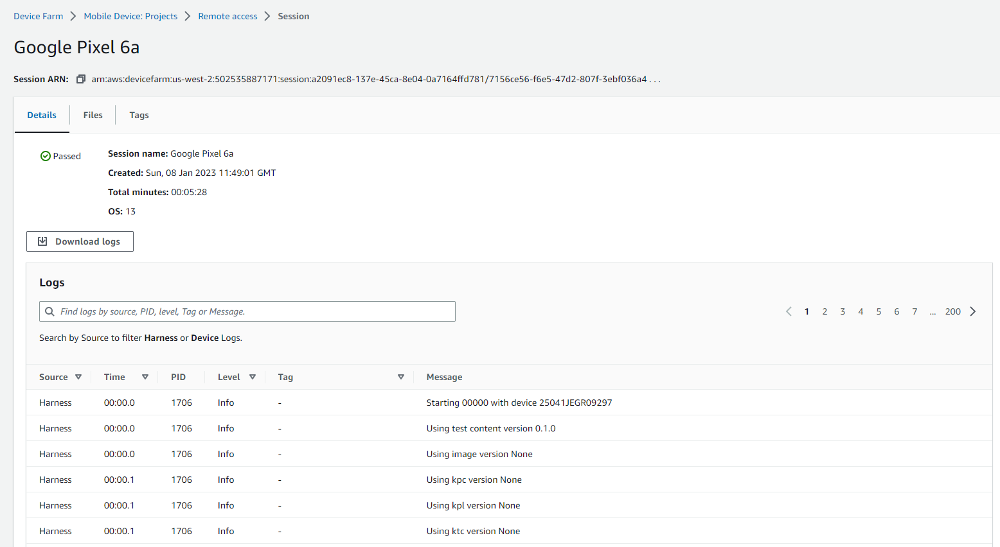 Device Farm > Mobile Device: Projects > Remote access > Session
Google Pixel 6a
Session ARN: arn:aws:devicefarm:us-west-2:502535887171:session:a2091ec8-137e-45ca-8e04-0a7164ffd781/7156ce56-f6e5-47d2-807f-3ebf036a4 . . .
Details Files Tags
Passed
Session name: Google Pixel 6a
Created: Sun, 08 Jan 2023 11:49:01 GMT
Total minutes: 00:05:28
OS: 13
Download logs
Logs
Find logs by source, PID, level, Tag or Message.
< 1 2 3 4 5 6 7 ... 200 >
Search by Source to filter Harness or Device Logs.
Source Time PID Level Tag Message
Harness 00:00.0 1706 Info - Starting 00000 with device 25041JEGR09297
Harness 00:00.0 1706 Info - Using test content version 0.1.0
Harness 00:00.0 1706 Info - Using image version None
Harness 00:00.1 1706 Info - Using kpc version None
Harness 00:00.1 1706 Info - Using kpl version None
Harness 00:00.1 1706 Info - Using ktc version None